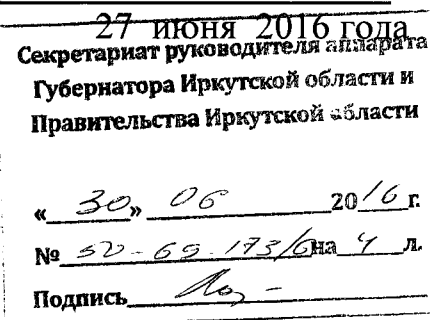 27 июня 2016 года
Секретариат руководителя аппарата
Губернатора Иркутской области и
Правительства Иркутской области
«30» 06 2016 г.
№ 50-69-173/6 на 4 л.
Подпись